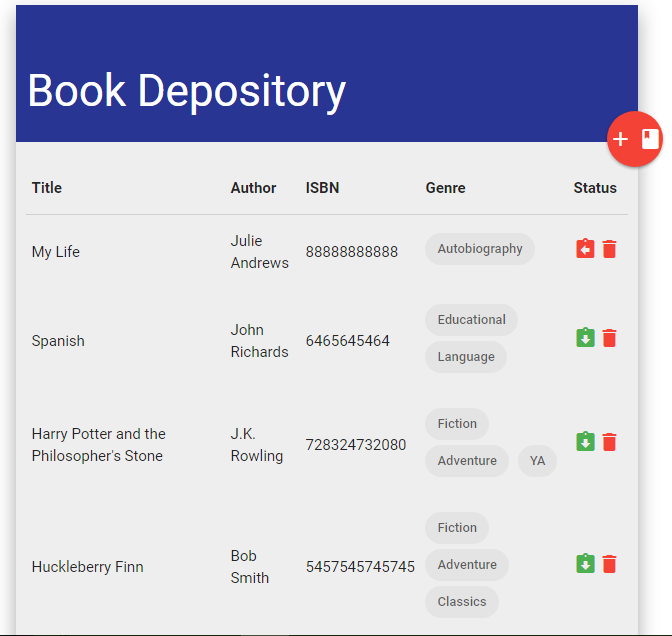 Book Depository
Title Author ISBN Genre Status
My Life Julie Andrews 88888888888 Autobiography
Spanish John Richards 6465645464 Educational Language
Harry Potter and the Philosopher's Stone J.K. Rowling 728324732080 Fiction Adventure YA
Huckleberry Finn Bob Smith 5457545745745 Fiction Adventure Classics